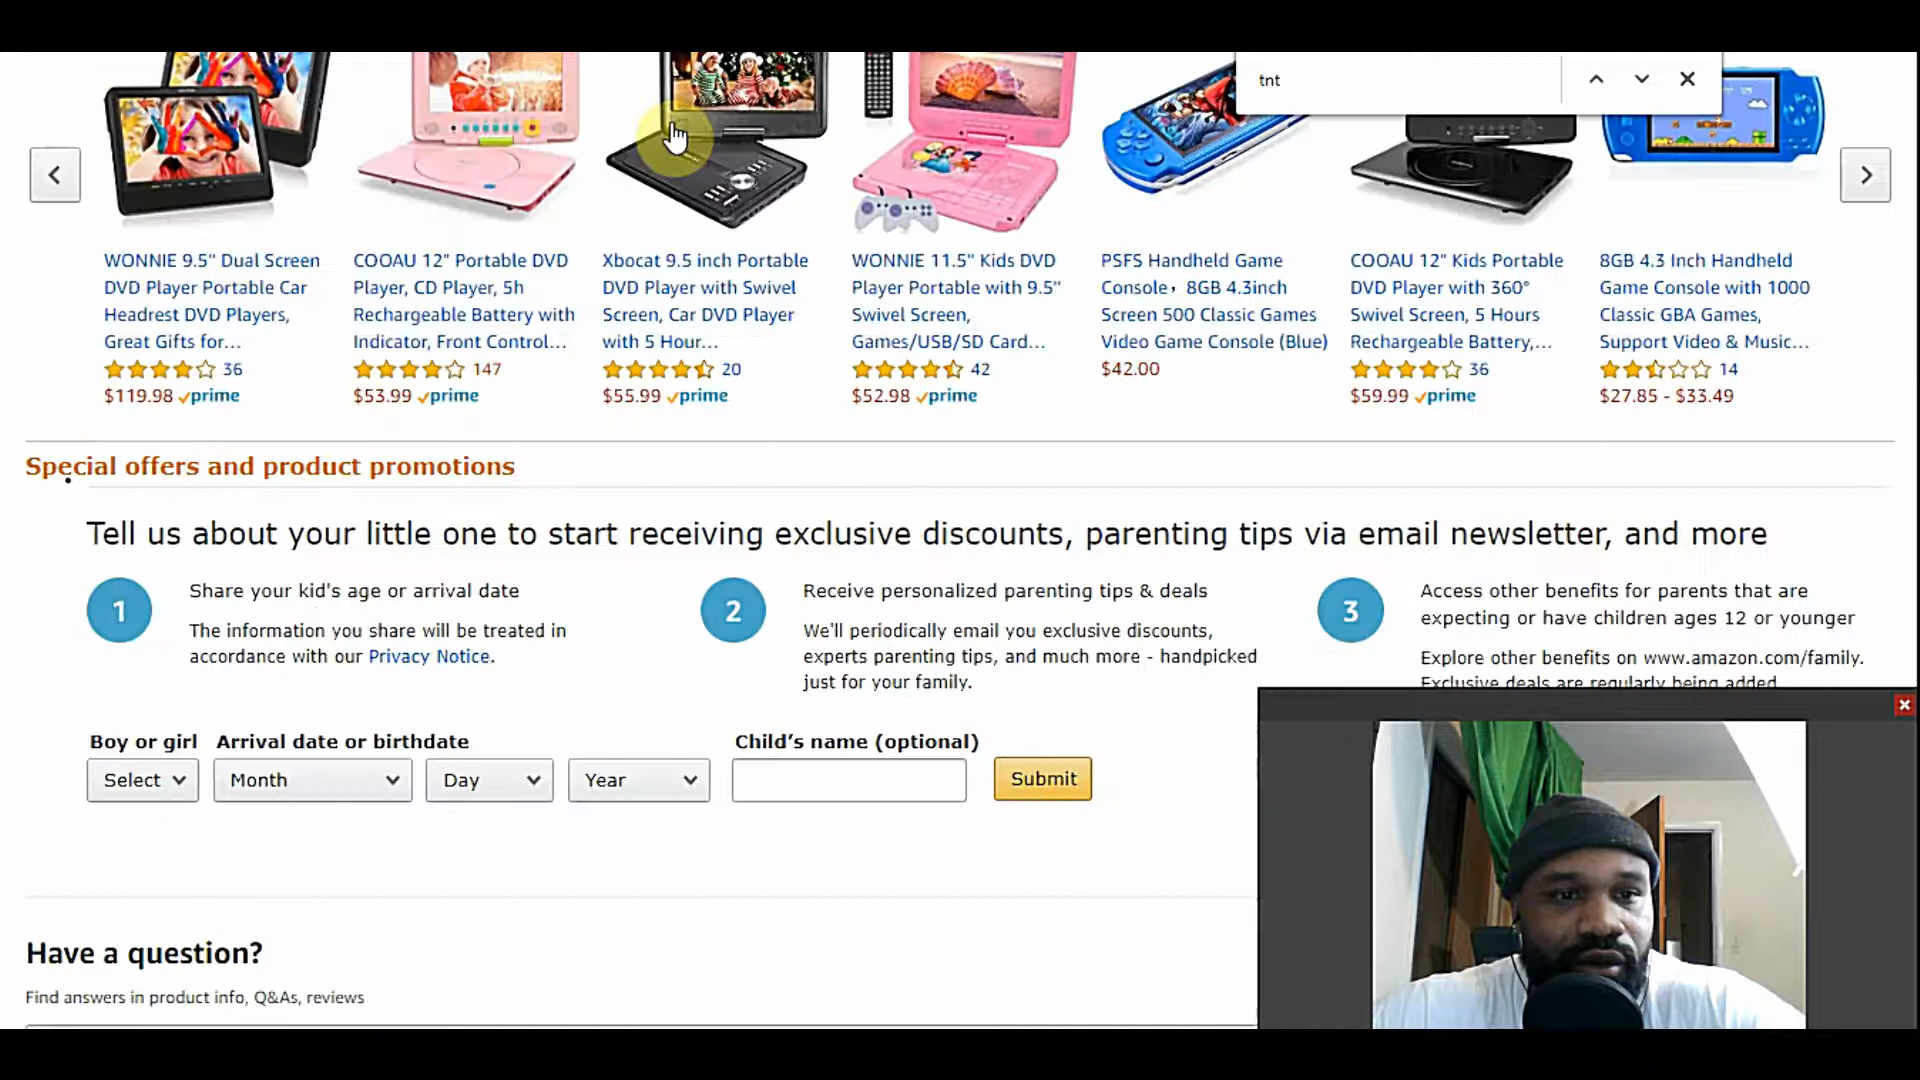 tnt
WONNIE 9.5" Dual Screen
DVD Player Portable Car
Headrest DVD Players,
Great Gifts for...
36
$119.98 prime
COOAU 12" Portable DVD
Player, CD Player, 5h
Rechargeable Battery with
Indicator, Front Control...
147
$53.99 prime
Xbocat 9.5 inch Portable
DVD Player with Swivel
Screen, Car DVD Player
with 5 Hour...
20
$55.99 prime
WONNIE 11.5" Kids DVD
Player Portable with 9.5"
Swivel Screen,
Games/USB/SD Card...
42
$52.98 prime
PSFS Handheld Game
Console，8GB 4.3inch
Screen 500 Classic Games
Video Game Console (Blue)
$42.00
COOAU 12" Kids Portable
DVD Player with 360°
Swivel Screen, 5 Hours
Rechargeable Battery,...
36
$59.99 prime
8GB 4.3 Inch Handheld
Game Console with 1000
Classic GBA Games,
Support Video & Music...
14
$27.85 - $33.49
Special offers and product promotions
Tell us about your little one to start receiving exclusive discounts, parenting tips via email newsletter, and more
1
Share your kid's age or arrival date
The information you share will be treated in
accordance with our Privacy Notice.
2
Receive personalized parenting tips & deals
We'll periodically email you exclusive discounts,
experts parenting tips, and much more - handpicked
just for your family.
3
Access other benefits for parents that are
expecting or have children ages 12 or younger
Explore other benefits on www.amazon.com/family.
Exclusive deals are regularly being added
Boy or girl
Arrival date or birthdate
Child's name (optional)
Select
Month
Day
Year
Submit
Have a question?
Find answers in product info, Q&As, reviews